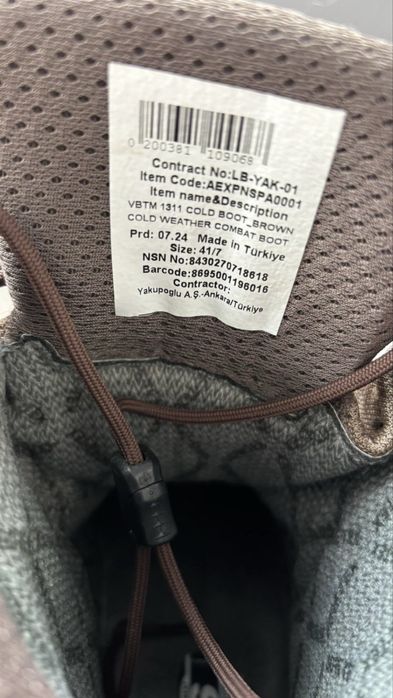 0 200381 109068
Contract No:LB-YAK-01
Item Code:AEXPNSPA0001
Item name&Description
VBTM 1311 COLD BOOT_BROWN
COLD WEATHER COMBAT BOOT
Prd: 07.24 Made in Turkiye
Size: 41/7
NSN No:8430270718618
Barcode:8695001196016
Contractor:
Yakupoglu A.Ş.-Ankara/Türkiye